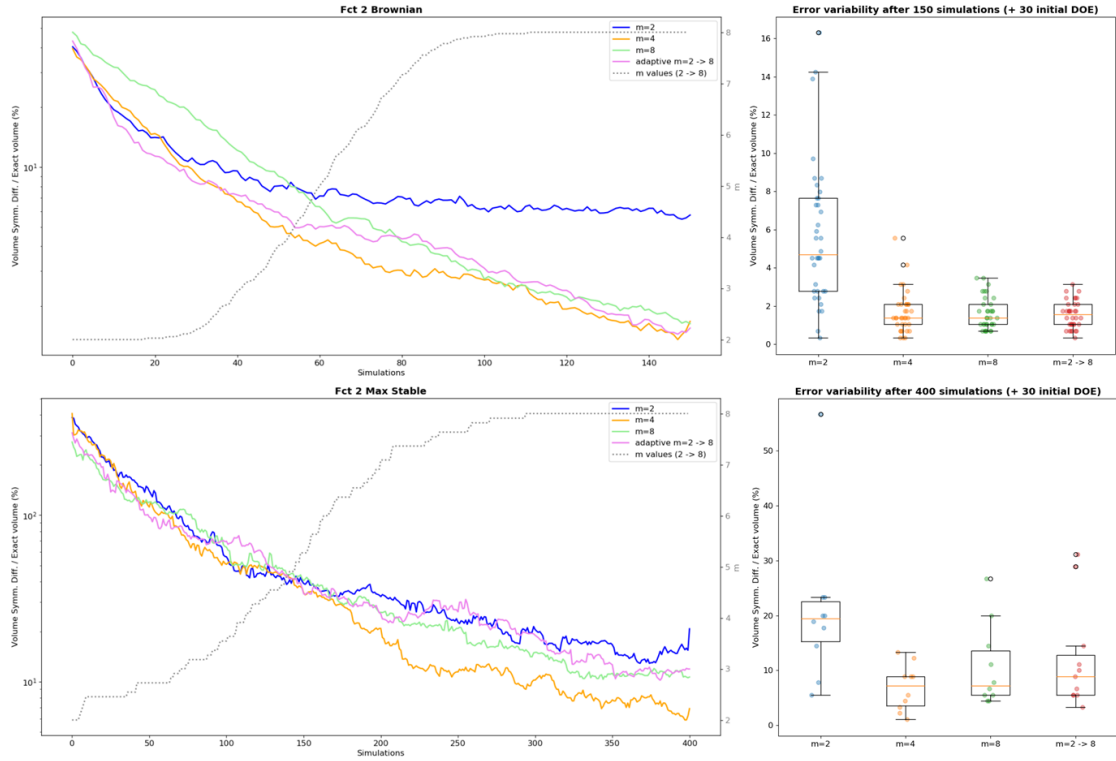 Fct 2 Brownian
Volume Symm. Diff. / Exact volume (%)
10¹
m=2
m=4
m=8
adaptive m=2 -> 8
m values (2 -> 8)
8
7
6
5
4
3
2
m
0 20 40 60 80 100 120 140
Simulations
Error variability after 150 simulations (+ 30 initial DOE)
Volume Symm. Diff. / Exact volume (%)
16
14
12
10
8
6
4
2
0
m=2 m=4 m=8 m=2 -> 8
Fct 2 Max Stable
Volume Symm. Diff. / Exact volume (%)
10²
10¹
m=2
m=4
m=8
adaptive m=2 -> 8
m values (2 -> 8)
8
7
6
5
4
3
2
m
0 50 100 150 200 250 300 350 400
Simulations
Error variability after 400 simulations (+ 30 initial DOE)
Volume Symm. Diff. / Exact volume (%)
50
40
30
20
10
0
m=2 m=4 m=8 m=2 -> 8